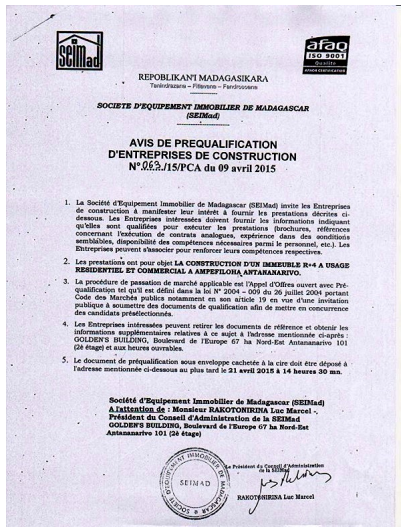 SEIMad
afaq
ISO 9001
Qualité
AFAQ CERTIFICATION
REPOBLIKAN'I MADAGASIKARA
Tanindrazana – Fitiavana – Fandrosoana
SOCIETE D'EQUIPEMENT IMMOBILIER DE MADAGASCAR
(SEIMad)
AVIS DE PREQUALIFICATION
D'ENTREPRISES DE CONSTRUCTION
/15/PCA du 09 avril 2015
1. La Société d'Equipement Immobilier de Madagascar (SEIMad) invite les Entreprises
de construction à manifester leur intérêt à fournir les prestations décrites ci-
dessous. Les Entreprises intéressées doivent fournir les informations indiquant
qu'elles sont qualifiées pour exécuter les prestations (brochures, références
concernant l'exécution de contrats analogues, expérience dans des conditions
semblables, disponibilité des compétences nécessaires parmi le personnel, etc.). Les
Entreprises peuvent s'associer pour renforcer leurs compétences respectives.
2. Les prestations ont pour objet LA CONSTRUCTION D'UN IMMEUBLE R+4 A USAGE
RESIDENTIEL ET COMMERCIAL A AMPEFILOHA ANTANANARIVO.
3. La procédure de passation de marché applicable est l'Appel d'Offres ouvert avec Pré-
qualification tel qu'il est défini dans la loi N° 2004 – 009 du 26 juillet 2004 portant
Code des Marchés publics notamment en son article 19 en vue d'une invitation
publique à soumettre des documents de qualification afin de mettre en concurrence
des candidats présélectionnés.
4. Les Entreprises intéressées peuvent retirer les documents de référence et obtenir les
informations supplémentaires relatives à ce sujet à l'adresse mentionnée ci-après :
GOLDEN'S BUILDING, Boulevard de l'Europe 67 ha Nord-Est Antananarivo 101
(2è étage) et aux heures ouvrables.
5. Le document de préqualification sous enveloppe cachetée à la cire doit être déposé à
l'adresse mentionnée ci-dessous au plus tard le 21 avril 2015 à 14 heures 30 mn.
Société d'Equipement Immobilier de Madagascar (SEIMad)
A l'attention de : Monsieur RAKOTONIRINA Luc Marcel -.
Président du Conseil d'Administration de la SEIMad
GOLDEN'S BUILDING, Boulevard de l'Europe 67 ha Nord-Est
Antananarivo 101 (2è étage)
Le Président du Conseil d'Administration
de la SEIMad
SOCIETE D'EQUIPEMENT IMMOBILIER DE MADAGASCAR
SEIMAD
RAKOTONIRINA Luc Marcel